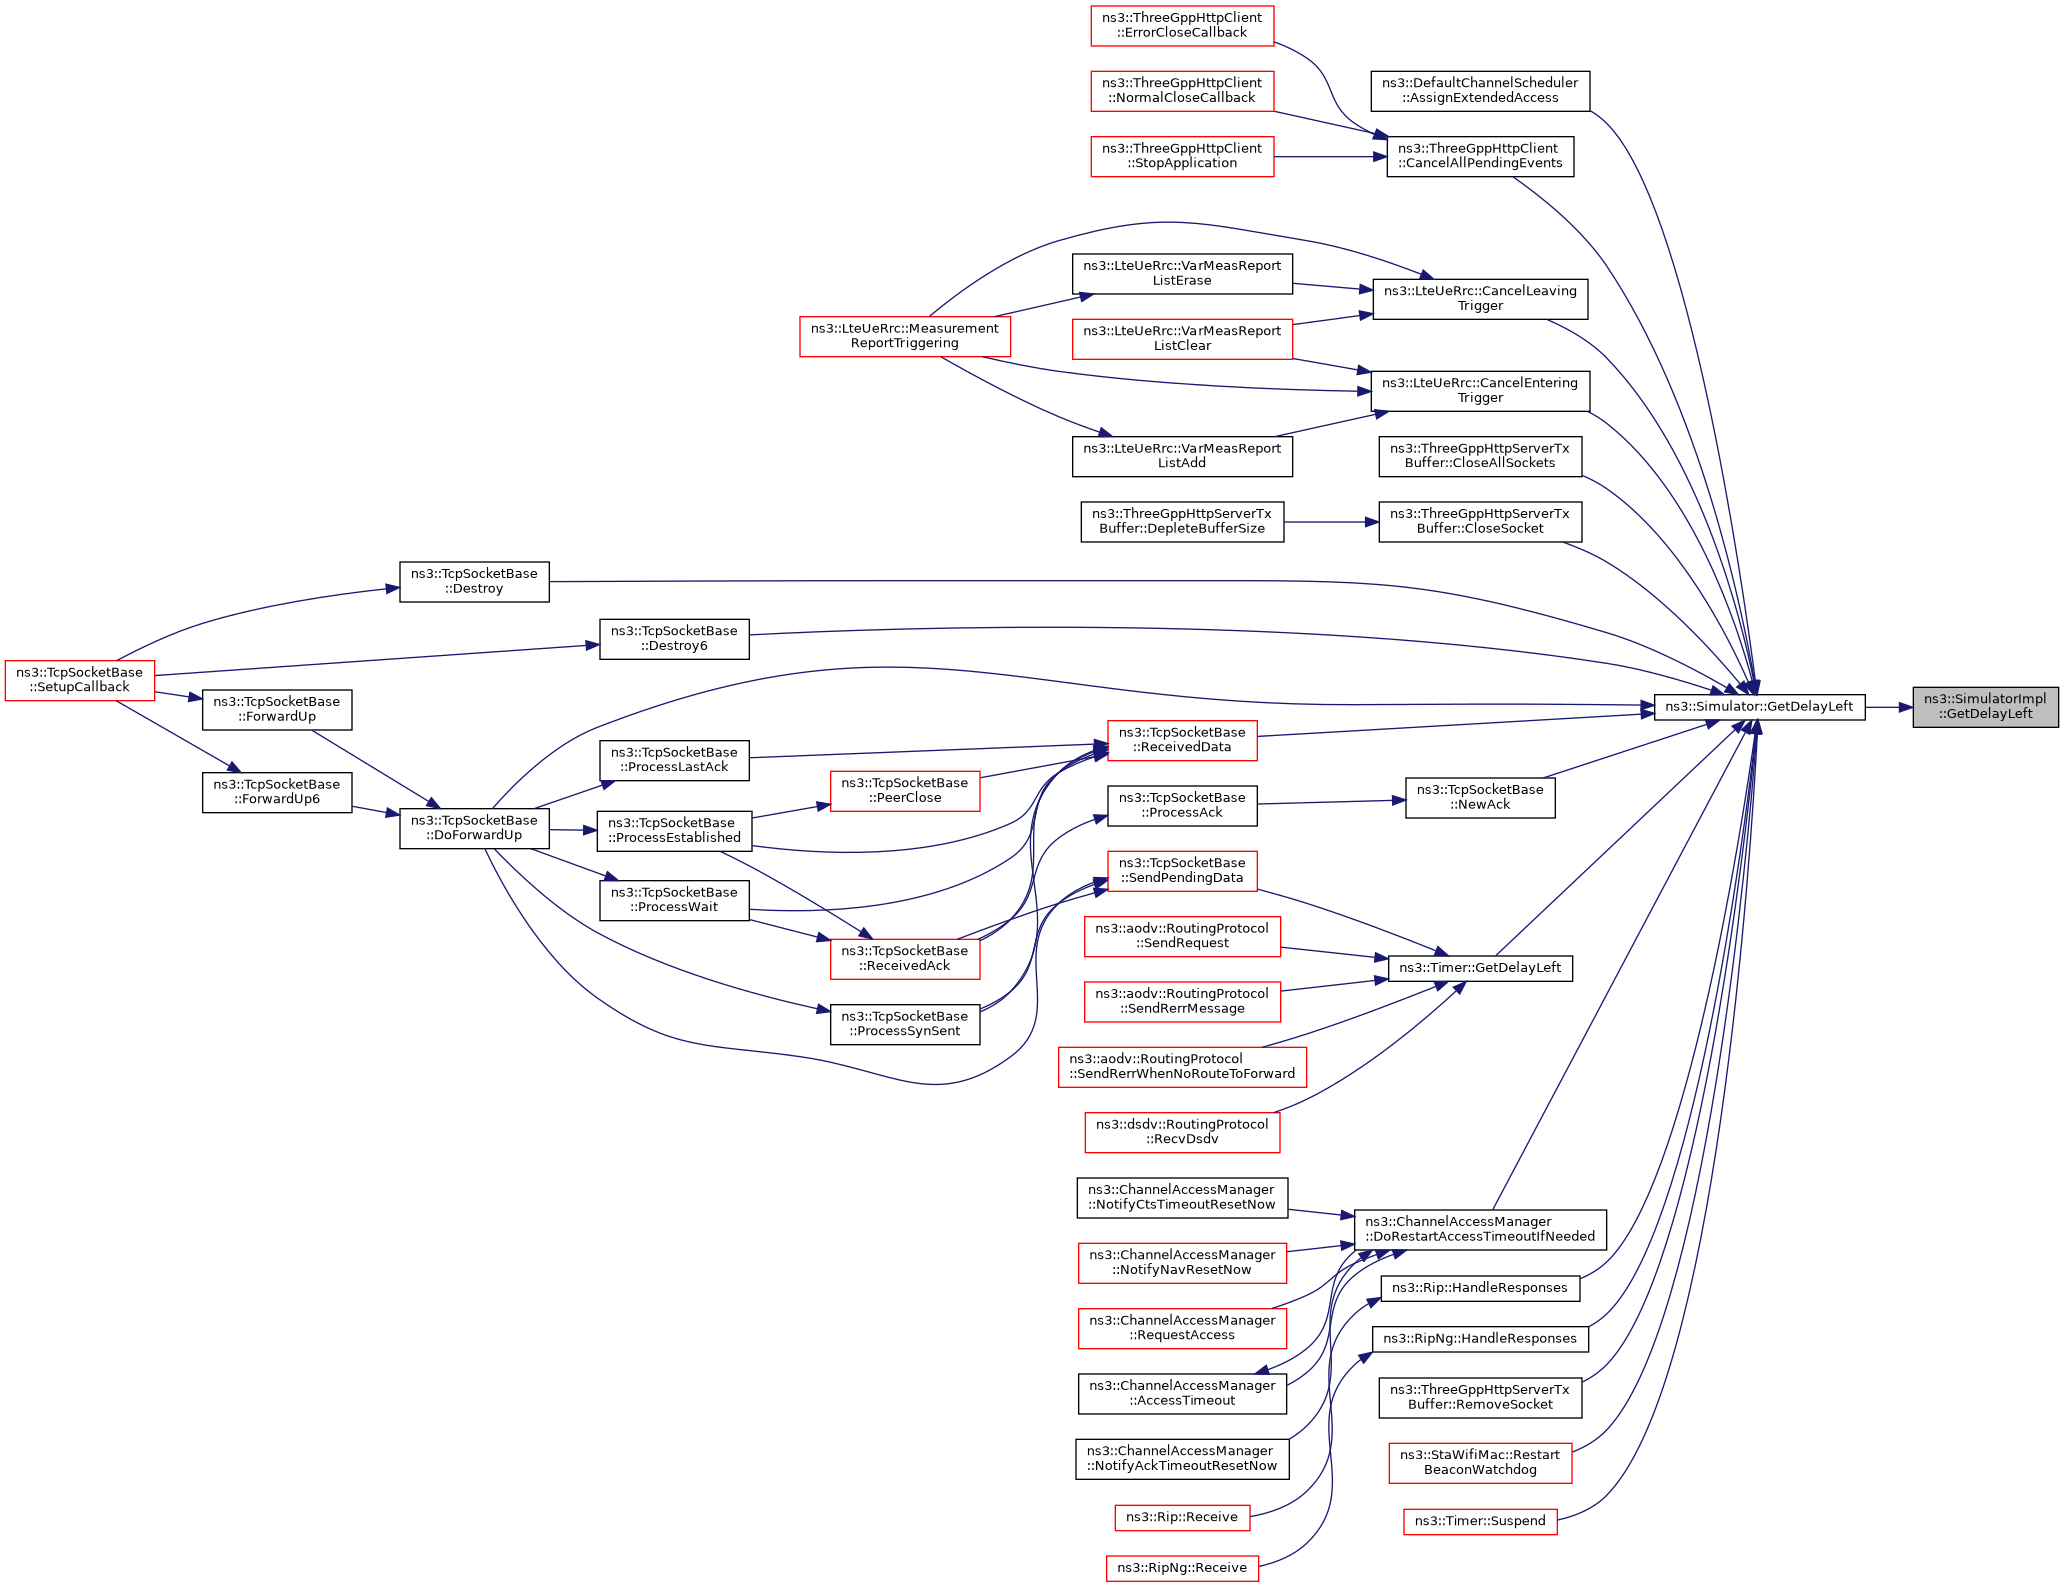 ns3::ThreeGppHttpClient
::ErrorCloseCallback
ns3::ThreeGppHttpClient
::NormalCloseCallback
ns3::DefaultChannelScheduler
::AssignExtendedAccess
ns3::ThreeGppHttpClient
::StopApplication
ns3::ThreeGppHttpClient
::CancelAllPendingEvents
ns3::LteUeRrc::VarMeasReport
ListErase
ns3::LteUeRrc::CancelLeaving
Trigger
ns3::LteUeRrc::Measurement
ReportTriggering
ns3::LteUeRrc::VarMeasReport
ListClear
ns3::LteUeRrc::CancelEntering
Trigger
ns3::LteUeRrc::VarMeasReport
ListAdd
ns3::ThreeGppHttpServerTx
Buffer::CloseAllSockets
ns3::ThreeGppHttpServerTx
Buffer::DepleteBufferSize
ns3::ThreeGppHttpServerTx
Buffer::CloseSocket
ns3::TcpSocketBase
::Destroy
ns3::TcpSocketBase
::Destroy6
ns3::TcpSocketBase
::SetupCallback
ns3::TcpSocketBase
::ForwardUp
ns3::Simulator::GetDelayLeft
ns3::SimulatorImpl
::GetDelayLeft
ns3::TcpSocketBase
::ReceivedData
ns3::TcpSocketBase
::ProcessLastAck
ns3::TcpSocketBase
::ForwardUp6
ns3::TcpSocketBase
::PeerClose
ns3::TcpSocketBase
::ProcessAck
ns3::TcpSocketBase
::NewAck
ns3::TcpSocketBase
::DoForwardUp
ns3::TcpSocketBase
::ProcessEstablished
ns3::TcpSocketBase
::SendPendingData
ns3::TcpSocketBase
::ProcessWait
ns3::aodv::RoutingProtocol
::SendRequest
ns3::TcpSocketBase
::ReceivedAck
ns3::Timer::GetDelayLeft
ns3::aodv::RoutingProtocol
::SendRerrMessage
ns3::TcpSocketBase
::ProcessSynSent
ns3::aodv::RoutingProtocol
::SendRerrWhenNoRouteToForward
ns3::dsdv::RoutingProtocol
::RecvDsdv
ns3::ChannelAccessManager
::NotifyCtsTimeoutResetNow
ns3::ChannelAccessManager
::DoRestartAccessTimeoutIfNeeded
ns3::ChannelAccessManager
::NotifyNavResetNow
ns3::Rip::HandleResponses
ns3::ChannelAccessManager
::RequestAccess
ns3::RipNg::HandleResponses
ns3::ChannelAccessManager
::AccessTimeout
ns3::ThreeGppHttpServerTx
Buffer::RemoveSocket
ns3::ChannelAccessManager
::NotifyAckTimeoutResetNow
ns3::StaWifiMac::Restart
BeaconWatchdog
ns3::Rip::Receive
ns3::Timer::Suspend
ns3::RipNg::Receive